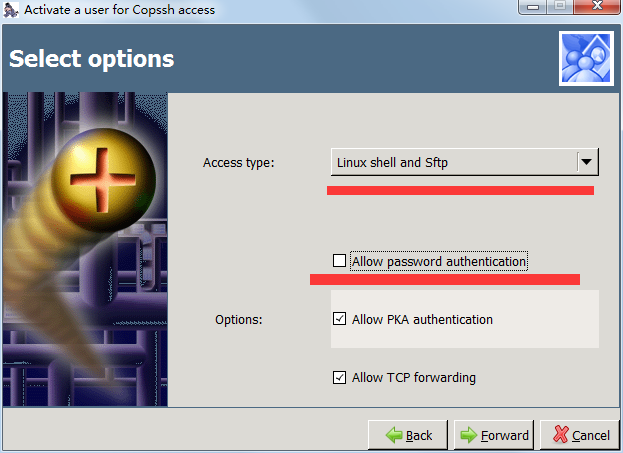 Activate a user for Copssh access
Select options
Access type:
Linux shell and Sftp
Allow password authentication
Options:
Allow PKA authentication
Allow TCP forwarding
Back
Forward
Cancel